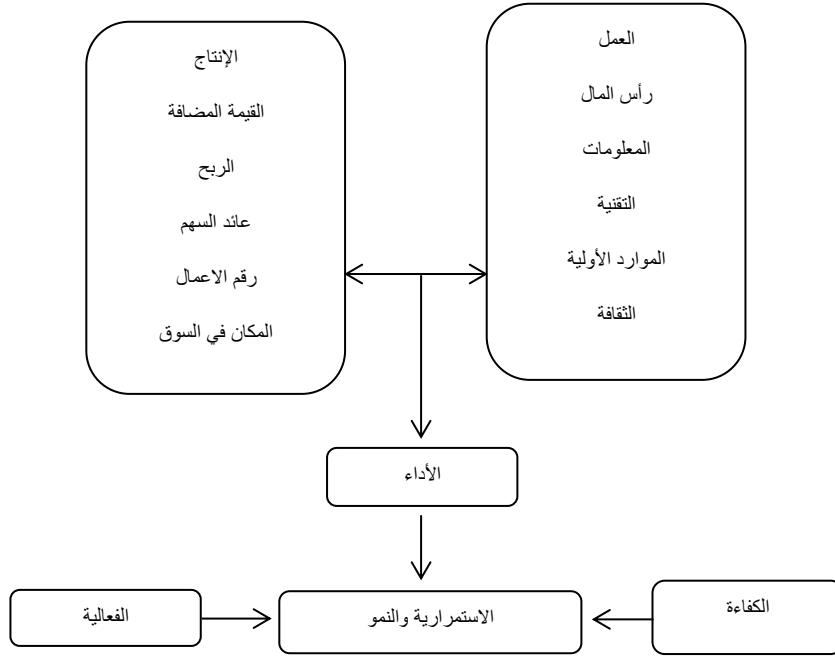 العمل
رأس المال
المعلومات
التقنية
الموارد الأولية
الثقافة
الإنتاج
القيمة المضافة
الربح
عائد السهم
رقم الاعمال
المكان في السوق
الأداء
الكفاءة
الاستمرارية والنمو
الفعالية